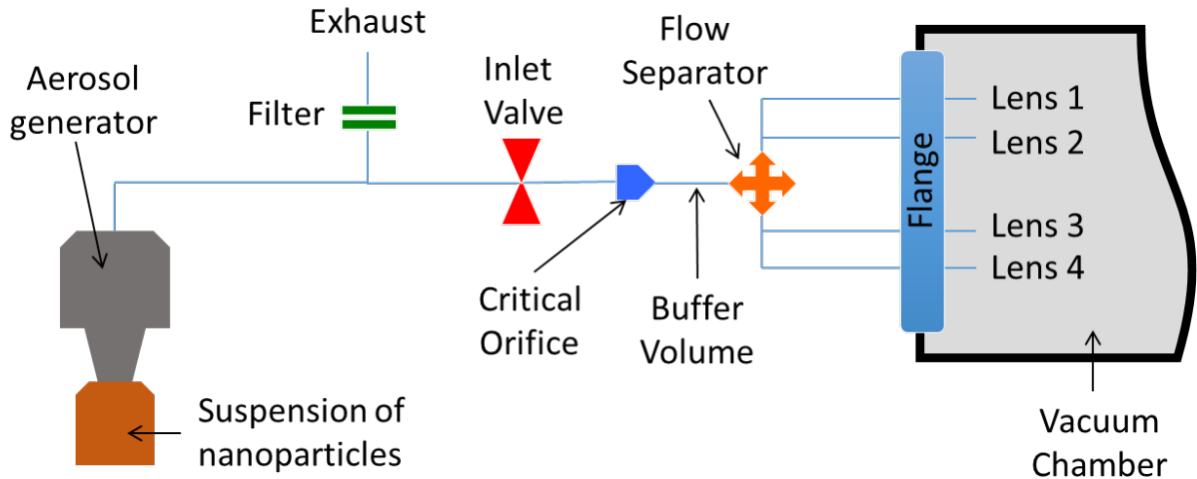 Exhaust
Aerosol
generator
Filter
Inlet
Valve
Flow
Separator
Lens 1
Lens 2
Flange
Lens 3
Lens 4
Critical
Orifice
Buffer
Volume
Suspension of
nanoparticles
Vacuum
Chamber